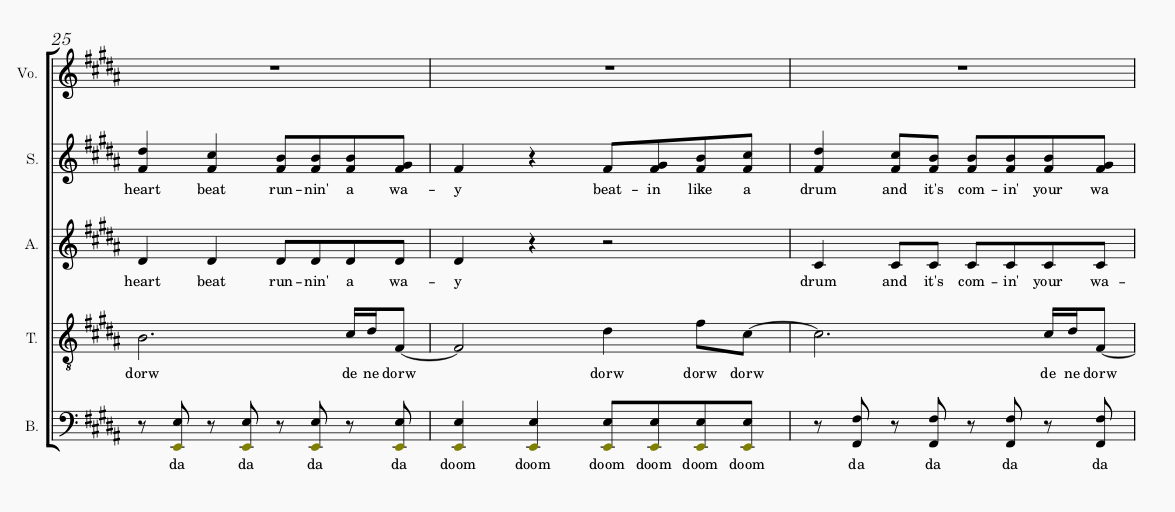 25
Vo.
S.
heart beat run – nin' a wa – y beat – in like a drum and it's com – in' your wa
A.
heart beat run – nin' a wa – y drum and it's com – in' your wa –
T.
8
dorw de ne dorw dorw dorw dorw de ne dorw
B.
da da da da doom doom doom doom doom doom da da da da